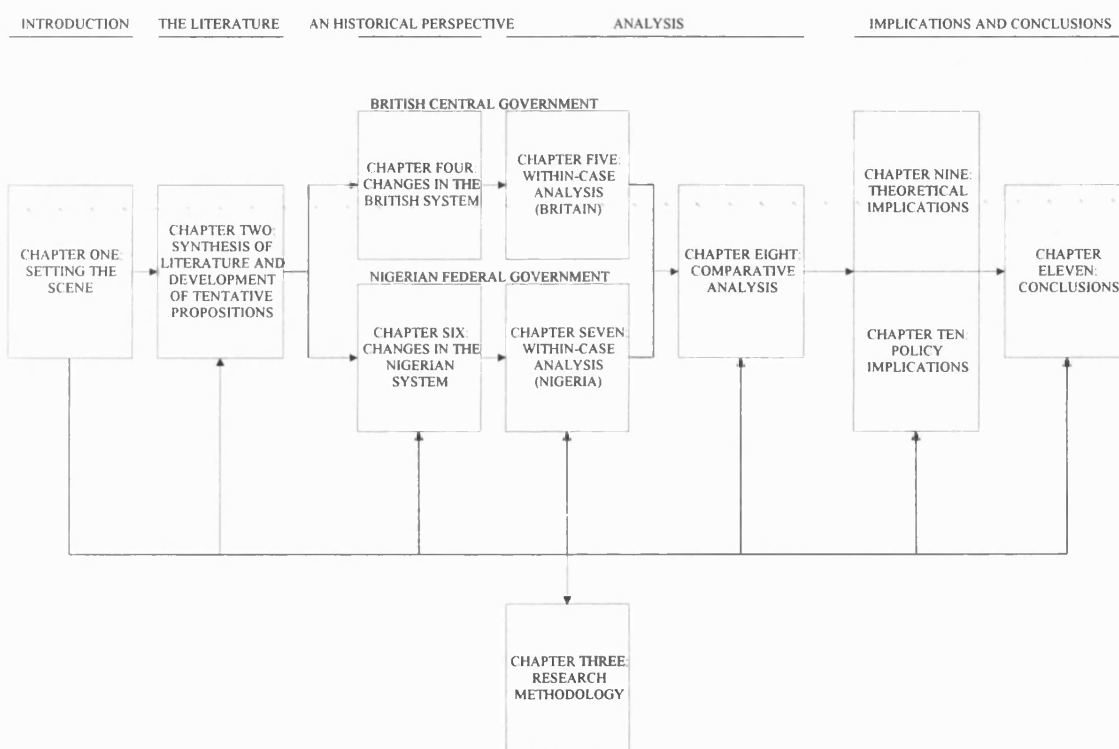 INTRODUCTION
THE LITERATURE
AN HISTORICAL PERSPECTIVE
ANALYSIS
IMPLICATIONS AND CONCLUSIONS
BRITISH CENTRAL GOVERNMENT
CHAPTER ONE:
SETTING THE
SCENE
CHAPTER TWO:
SYNTHESIS OF
LITERATURE AND
DEVELOPMENT
OF TENTATIVE
PROPOSITIONS
CHAPTER FOUR:
CHANGES IN THE
BRITISH SYSTEM
CHAPTER FIVE:
WITHIN-CASE
ANALYSIS
(BRITAIN)
NIGERIAN FEDERAL GOVERNMENT
CHAPTER SIX:
CHANGES IN THE
NIGERIAN
SYSTEM
CHAPTER SEVEN:
WITHIN-CASE
ANALYSIS
(NIGERIA)
CHAPTER EIGHT:
COMPARATIVE
ANALYSIS
CHAPTER NINE:
THEORETICAL
IMPLICATIONS
CHAPTER TEN:
POLICY
IMPLICATIONS
CHAPTER
ELEVEN:
CONCLUSIONS
CHAPTER THREE:
RESEARCH
METHODOLOGY